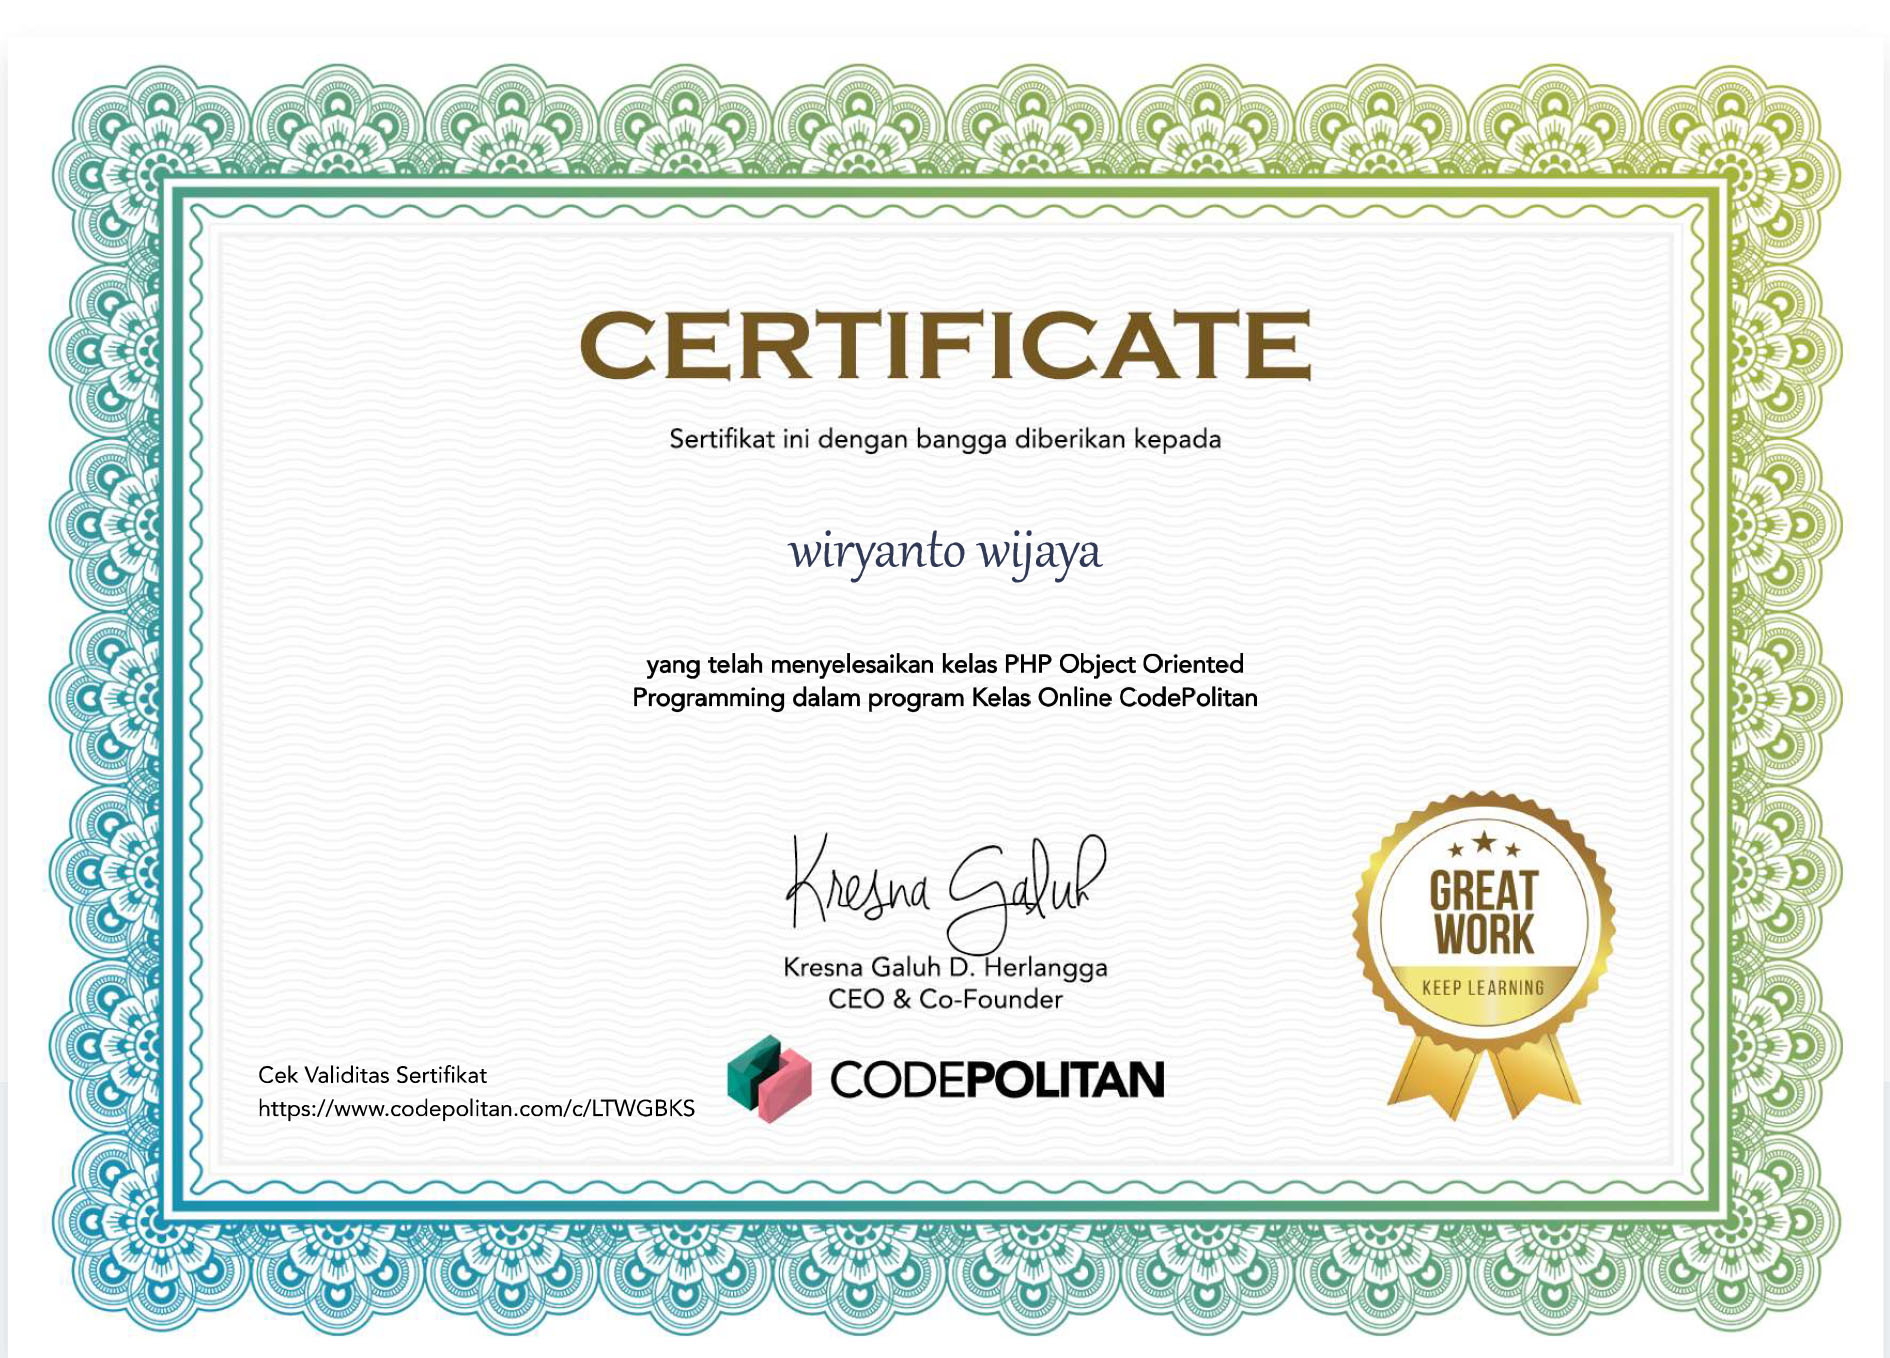 CERTIFICATE
Sertifikat ini dengan bangga diberikan kepada
wiryanto wijaya
yang telah menyelesaikan kelas PHP Object Oriented
Programming dalam program Kelas Online CodePolitan
Kresna Galuh
Kresna Galuh D. Herlangga
CEO & Co-Founder
GREAT
WORK
KEEP LEARNING
Cek Validitas Sertifikat
https://www.codepolitan.com/c/LTWGBKS
CODEPOLITAN